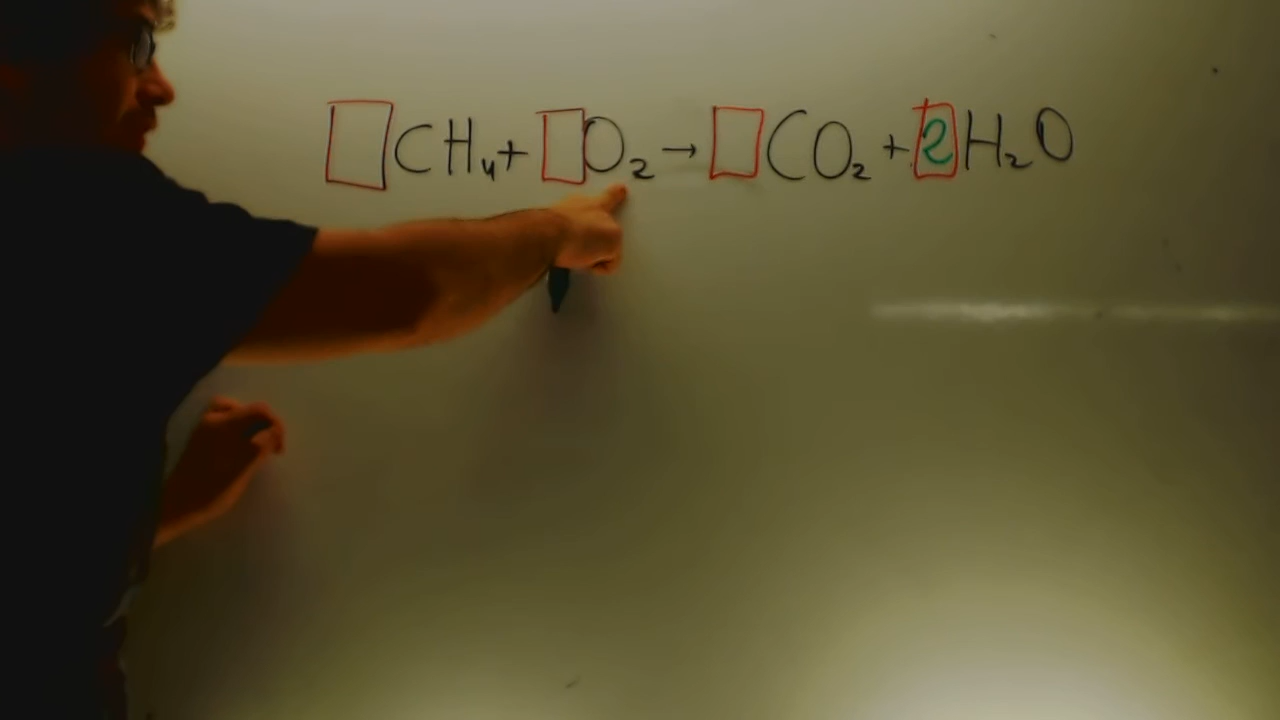 □CH₄ + □O₂ → □CO₂ + 2H₂O